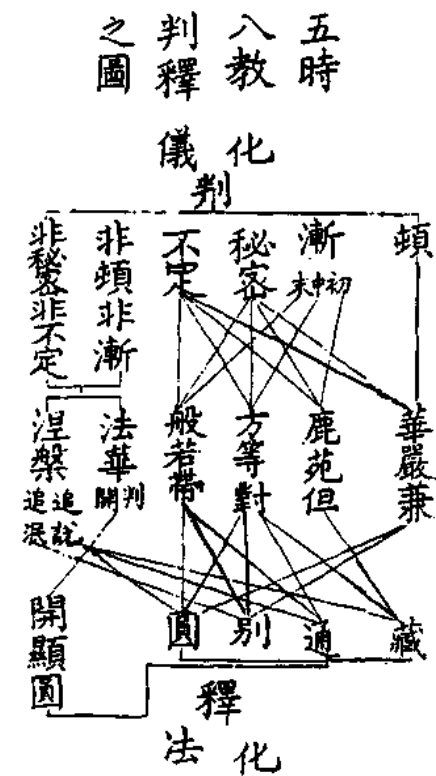 五時
八教
判釋
之圖
化儀
判
頓
漸
初中末
秘密
不定
非頓非漸
非秘密非不定
華嚴兼
鹿苑但
方等對
般若帶
法華
判開
涅槃
追說
追
藏
通
別
圓
開顯圓
釋
化法